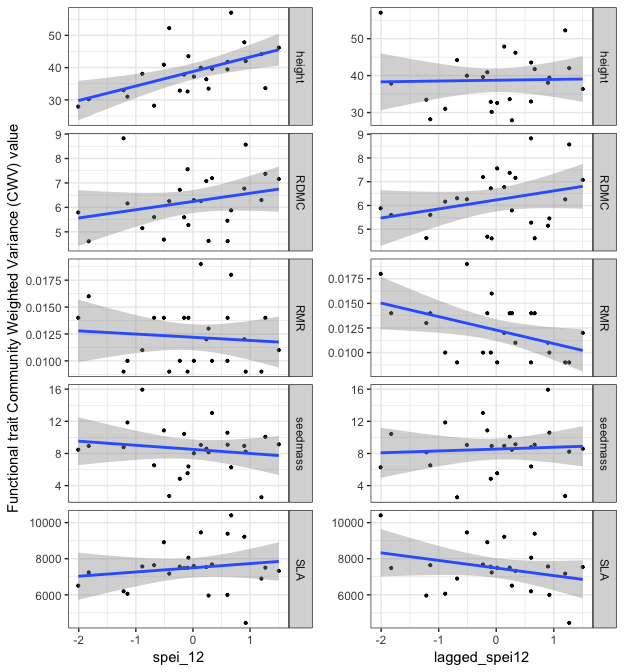 Functional trait Community Weighted Variance (CWV) value
50
40
30
height
50
40
30
height
9
8
7
6
5
RDMC
9
8
7
6
5
RDMC
0.0175
0.0150
0.0125
0.0100
RMR
0.0175
0.0150
0.0125
0.0100
RMR
16
12
8
4
seedmass
16
12
8
4
seedmass
10000
8000
6000
SLA
10000
8000
6000
SLA
-2 -1 0 1
-2 -1 0 1
spei_12
lagged_spei12